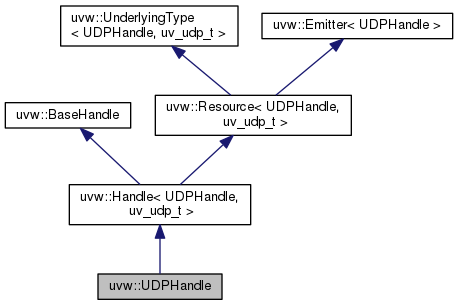 uvw::UnderlyingType
< UDPHandle, uv_udp_t >
uvw::Emitter< UDPHandle >
uvw::BaseHandle
uvw::Resource< UDPHandle,
uv_udp_t >
uvw::Handle< UDPHandle,
uv_udp_t >
uvw::UDPHandle